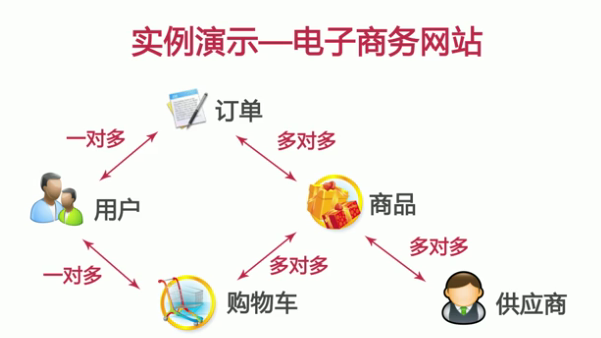 实例演示—电子商务网站
订单
一对多
多对多
用户
商品
一对多
多对多
多对多
购物车
供应商